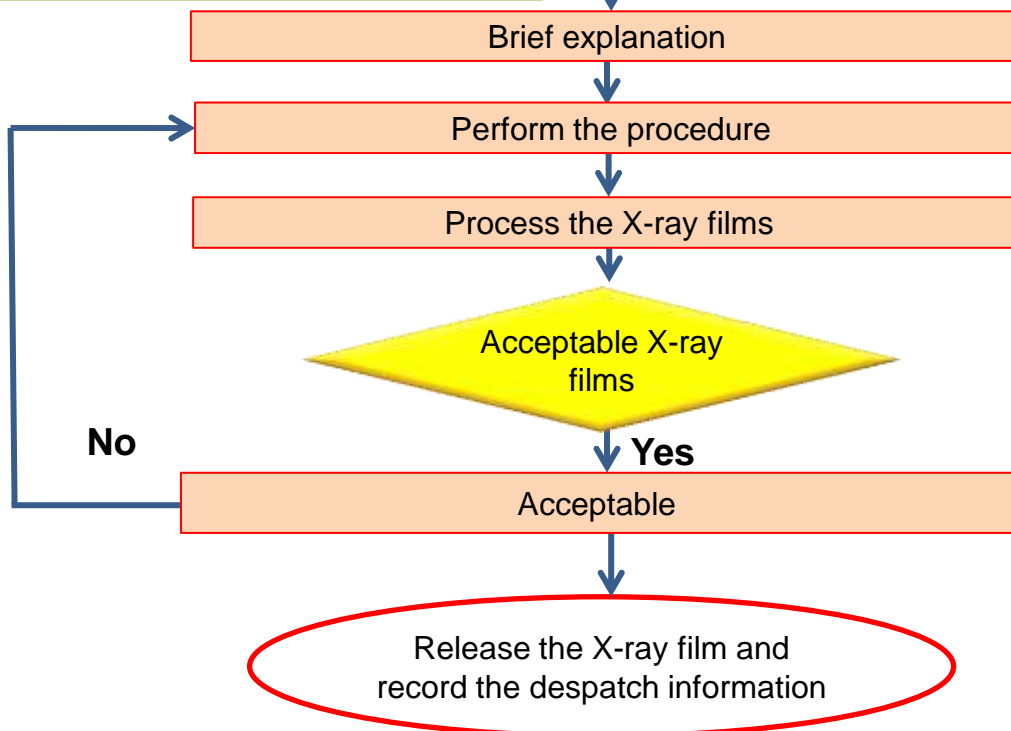 Brief explanation
Perform the procedure
Process the X-ray films
Acceptable X-ray
films
No
Yes
Acceptable
Release the X-ray film and
record the despatch information